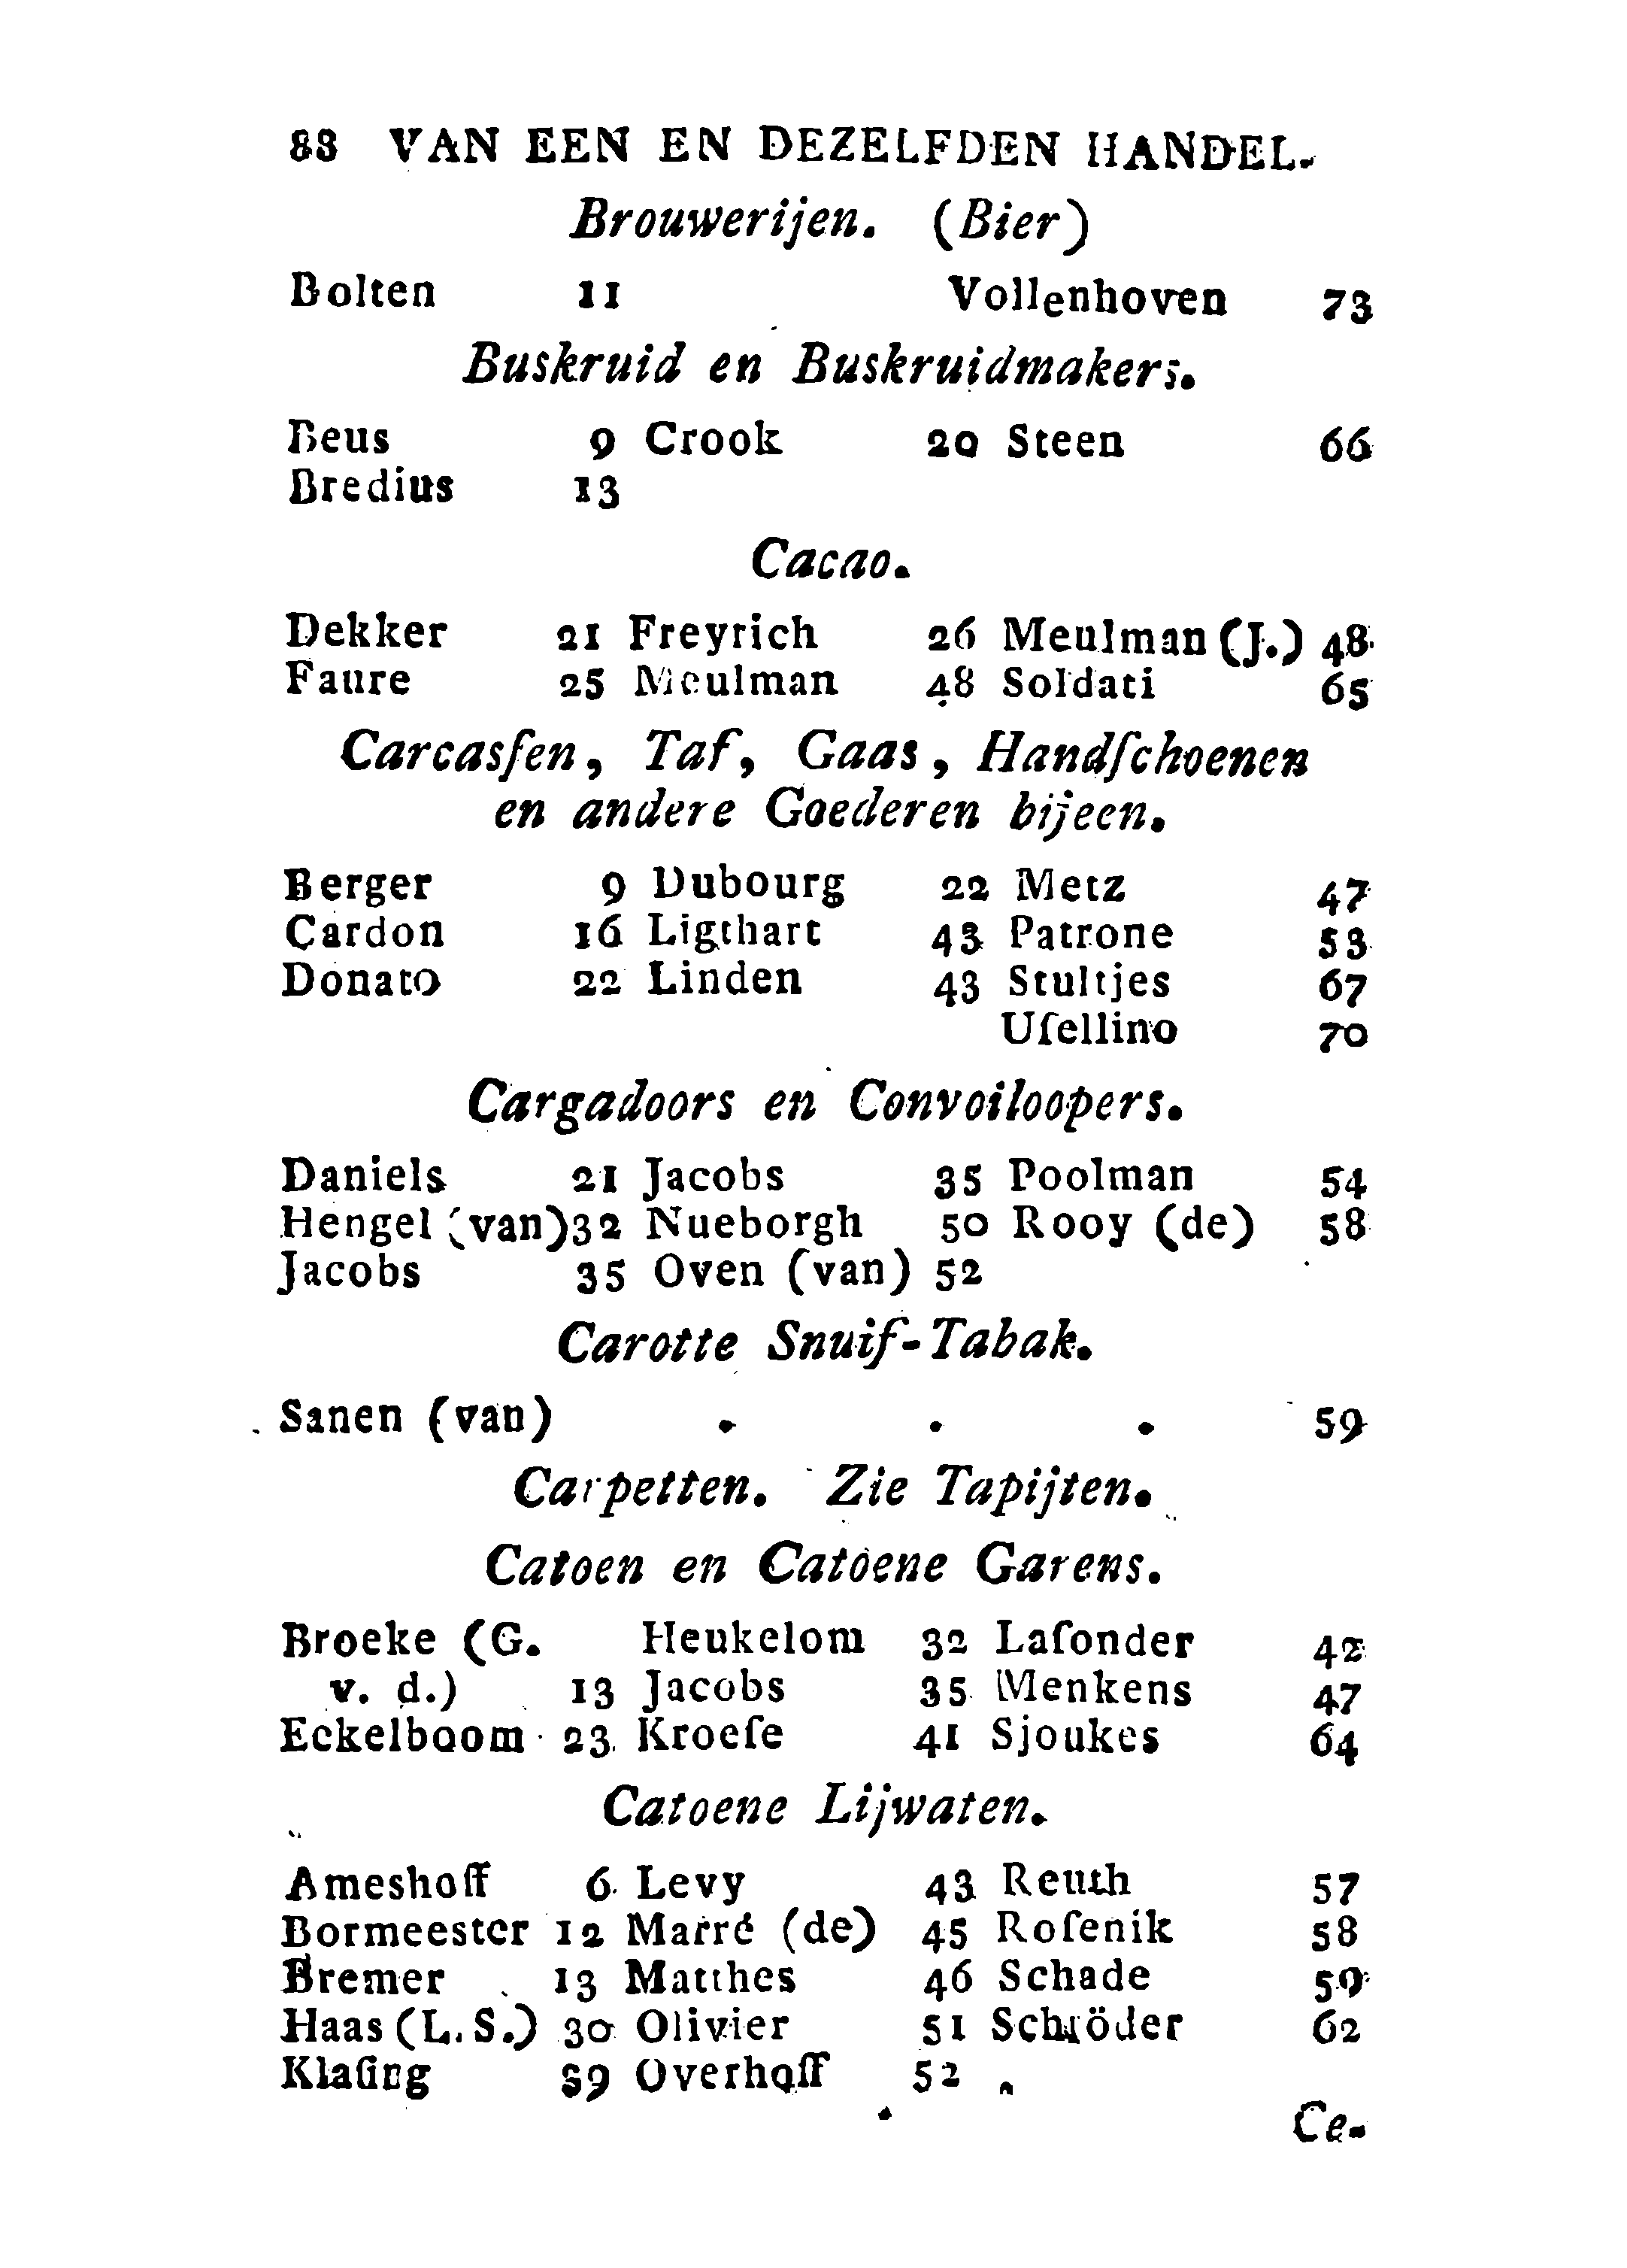 88 VAN EEN EN DEZELFDEN HANDEL.
Brouwerijen. (Bier)
Bolten 11 Vollenhoven 73
Buskruid en Buskruidmakers.
Beus 9 Crook 20 Steen 66
Bredius 13
Cacao.
Dekker 21 Freyrich 26 Meulman (J.) 48
Faure 25 Meulman 48 Soldati 65
Carcasſen, Taf, Gaas, Handſchoenen
en andere Goederen bijeen.
Berger 9 Dubourg 22 Metz 47
Cardon 16 Ligthart 43 Patrone 53
Donato 22 Linden 43 Stultjes 67
Uſellino 70
Cargadoors en Convoiloopers.
Daniels 21 Jacobs 35 Poolman 54
Hengel (van) 32 Nueborgh 50 Rooy (de) 58
Jacobs 35 Oven (van) 52
Carotte Snuif-Tabak.
Sanen (van) . . . 59
Carpetten. Zie Tapijten.
Catoen en Catoene Garens.
Broeke (G. Heukelom 32 Laſonder 42
v. d.) 13 Jacobs 35 Menkens 47
Eckelboom 23 Kroeſe 41 Sjoukes 64
Catoene Lijwaten.
Ameshoff 6 Levy 43 Reuth 57
Bormeester 12 Marré (de) 45 Roſenik 58
Bremer 13 Matthes 46 Schade 59
Haas (L. S.) 30 Olivier 51 Schröder 62
Klaſing 39 Overhoff 52
Ce-